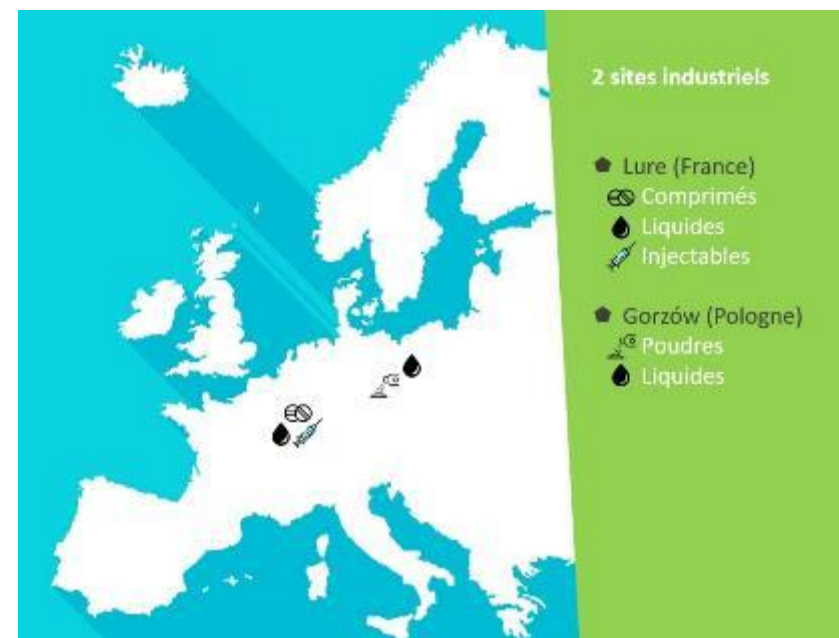 2 sites industriels
Lure (France)
Comprimés
Liquides
Injectables
Gorzów (Pologne)
Poudres
Liquides